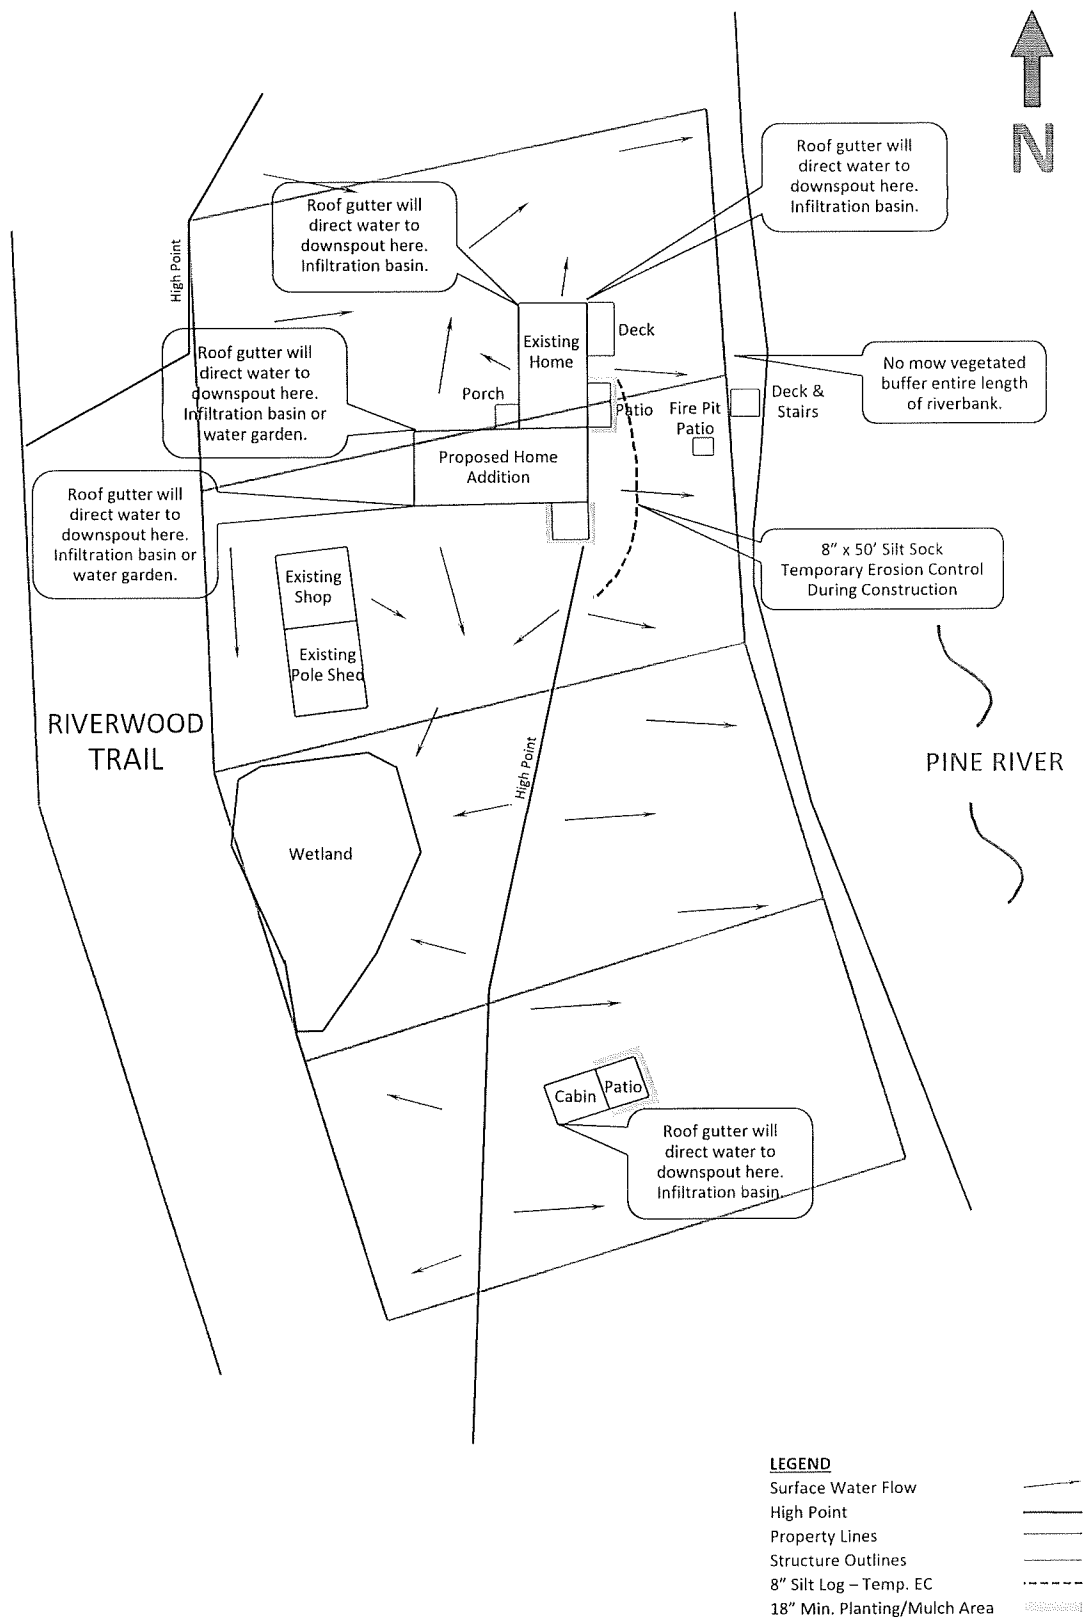 N
Roof gutter will
direct water to
downspout here.
Infiltration basin.
Roof gutter will
direct water to
downspout here.
Infiltration basin.
High Point
Deck
Existing
Home
Roof gutter will
direct water to
downspout here.
Infiltration basin or
water garden.
No mow vegetated
buffer entire length
of riverbank.
Porch
Patio
Fire Pit
Patio
Deck &
Stairs
Proposed Home
Addition
Roof gutter will
direct water to
downspout here.
Infiltration basin or
water garden.
8" x 50' Silt Sock
Temporary Erosion Control
During Construction
Existing
Shop
Existing
Pole Shed
RIVERWOOD
TRAIL
High Point
PINE RIVER
Wetland
Cabin
Patio
Roof gutter will
direct water to
downspout here.
Infiltration basin.
LEGEND
Surface Water Flow
High Point
Property Lines
Structure Outlines
8" Silt Log – Temp. EC
18" Min. Planting/Mulch Area